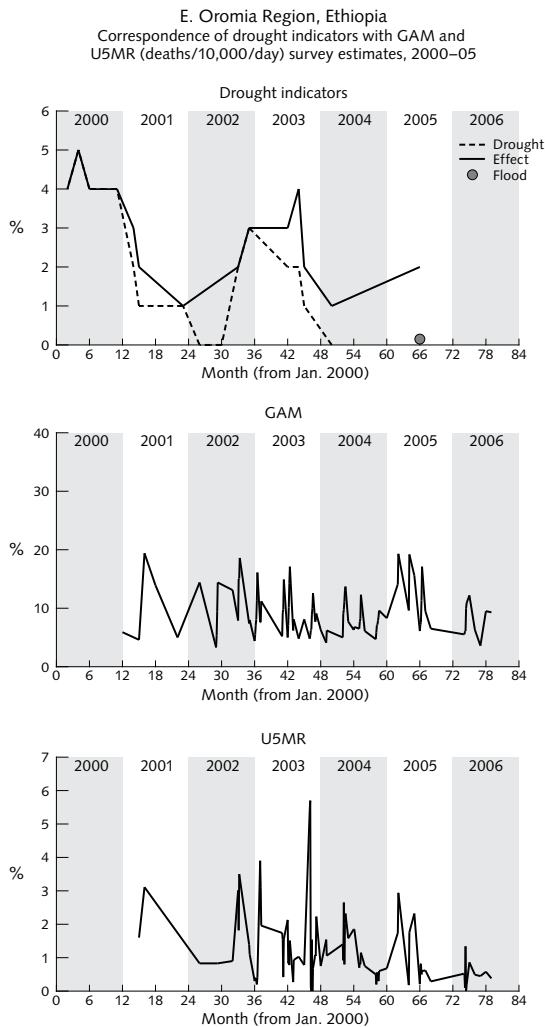 E. Oromia Region, Ethiopia
Correspondence of drought indicators with GAM and
U5MR (deaths/10,000/day) survey estimates, 2000–05
Drought indicators
6
5
4
3
2
1
0
%
2000 2001 2002 2003 2004 2005 2006
Drought
Effect
Flood
0 6 12 18 24 30 36 42 48 54 60 66 72 78 84
Month (from Jan. 2000)
GAM
40
30
20
10
0
%
2000 2001 2002 2003 2004 2005 2006
0 6 12 18 24 30 36 42 48 54 60 66 72 78 84
Month (from Jan. 2000)
U5MR
7
6
5
4
3
2
1
0
%
2000 2001 2002 2003 2004 2005 2006
0 6 12 18 24 30 36 42 48 54 60 66 72 78 84
Month (from Jan. 2000)